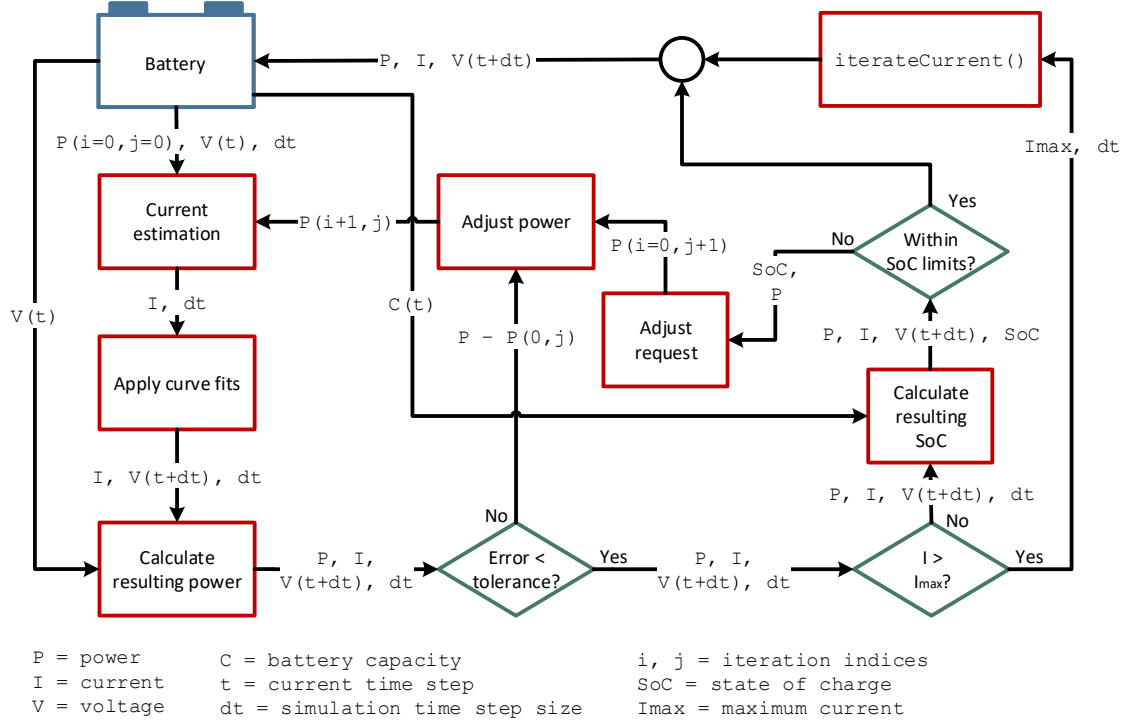 Battery
P, I, V(t+dt)
iterateCurrent()
P(i=0,j=0), V(t), dt
Imax, dt
Current
estimation
P(i+1,j)
Adjust power
P(i=0,j+1)
Yes
No
Within
SoC limits?
SoC,
P
I, dt
V(t)
C(t)
P – P(0,j)
Adjust
request
P, I, V(t+dt), SoC
Apply curve fits
Calculate
resulting
SoC
I, V(t+dt), dt
P, I, V(t+dt), dt
No
No
Calculate
resulting power
P, I,
V(t+dt), dt
Error <
tolerance?
Yes
P, I,
V(t+dt), dt
I >
Imax?
Yes
P = power
I = current
V = voltage
C = battery capacity
t = current time step
dt = simulation time step size
i, j = iteration indices
SoC = state of charge
Imax = maximum current